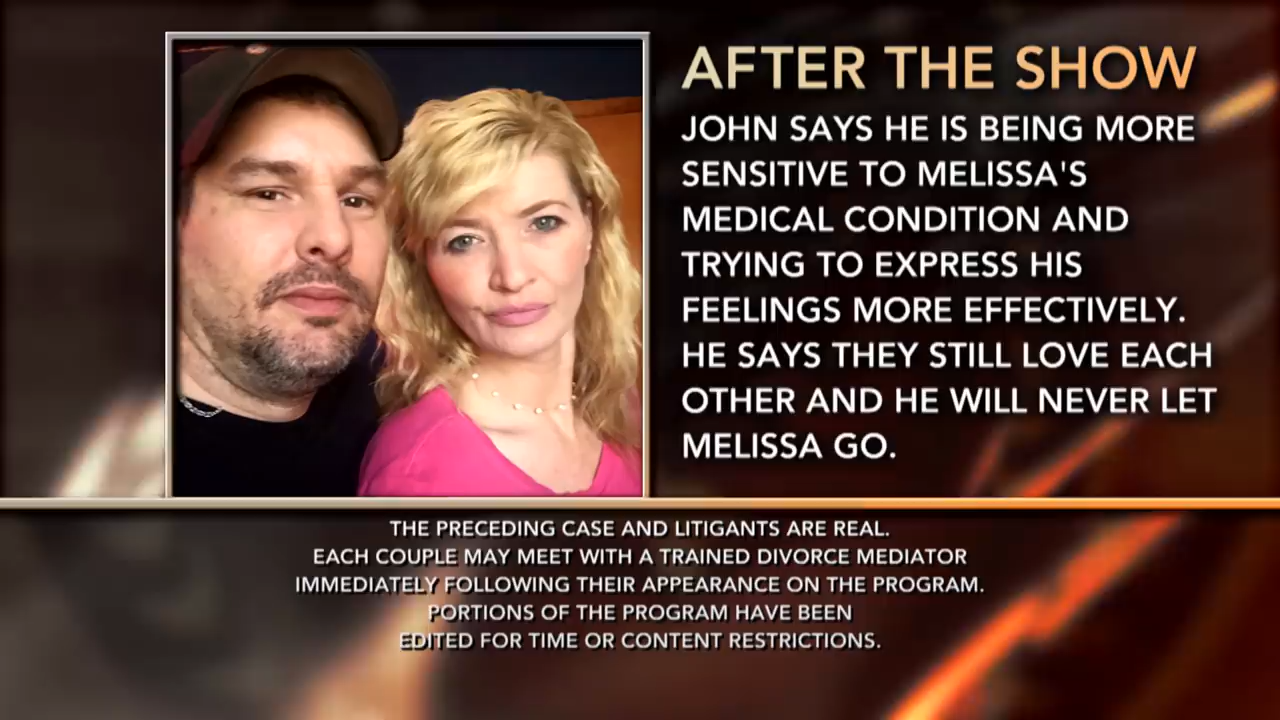 AFTER THE SHOW
JOHN SAYS HE IS BEING MORE
SENSITIVE TO MELISSA'S
MEDICAL CONDITION AND
TRYING TO EXPRESS HIS
FEELINGS MORE EFFECTIVELY.
HE SAYS THEY STILL LOVE EACH
OTHER AND HE WILL NEVER LET
MELISSA GO.
THE PRECEDING CASE AND LITIGANTS ARE REAL.
EACH COUPLE MAY MEET WITH A TRAINED DIVORCE MEDIATOR
IMMEDIATELY FOLLOWING THEIR APPEARANCE ON THE PROGRAM.
PORTIONS OF THE PROGRAM HAVE BEEN
EDITED FOR TIME OR CONTENT RESTRICTIONS.